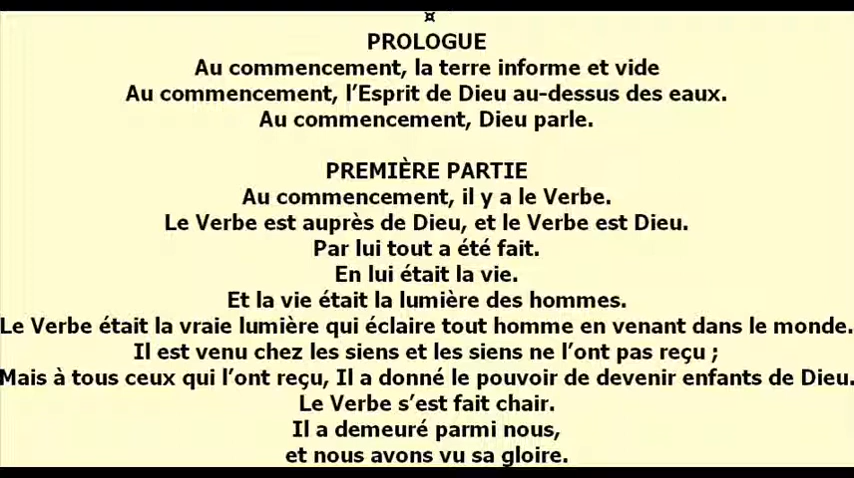 ¤
PROLOGUE
Au commencement, la terre informe et vide
Au commencement, l’Esprit de Dieu au-dessus des eaux.
Au commencement, Dieu parle.
PREMIÈRE PARTIE
Au commencement, il y a le Verbe.
Le Verbe est auprès de Dieu, et le Verbe est Dieu.
Par lui tout a été fait.
En lui était la vie.
Et la vie était la lumière des hommes.
Le Verbe était la vraie lumière qui éclaire tout homme en venant dans le monde.
Il est venu chez les siens et les siens ne l’ont pas reçu ;
Mais à tous ceux qui l’ont reçu, Il a donné le pouvoir de devenir enfants de Dieu.
Le Verbe s’est fait chair.
Il a demeuré parmi nous,
et nous avons vu sa gloire.